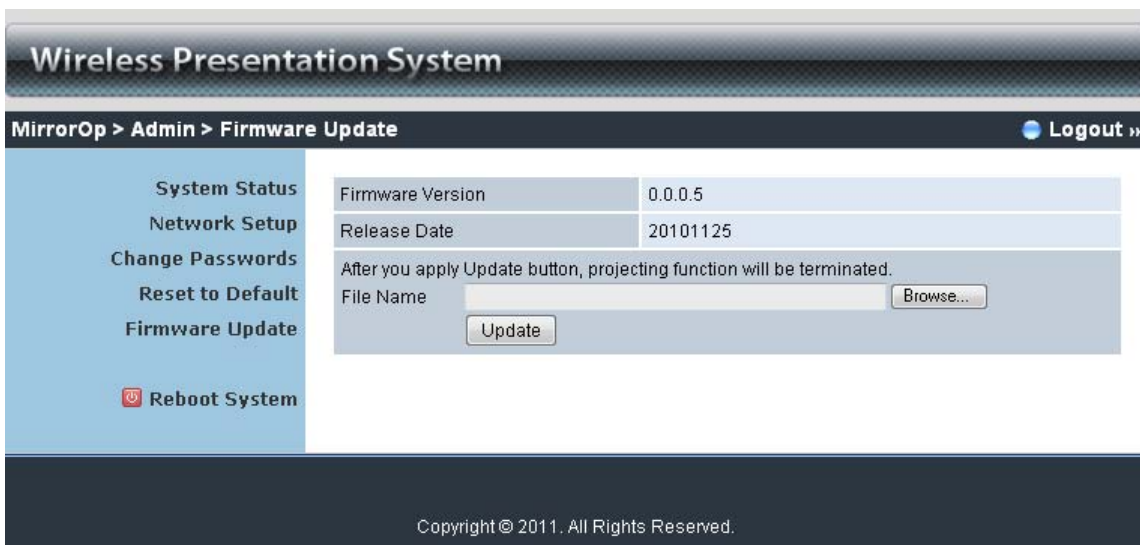 Wireless Presentation System
MirrorOp > Admin > Firmware Update
Logout »
System Status
Network Setup
Change Passwords
Reset to Default
Firmware Update
Reboot System
Firmware Version 0.0.0.5
Release Date 20101125
After you apply Update button, projecting function will be terminated.
File Name Browse...
Update
Copyright © 2011. All Rights Reserved.